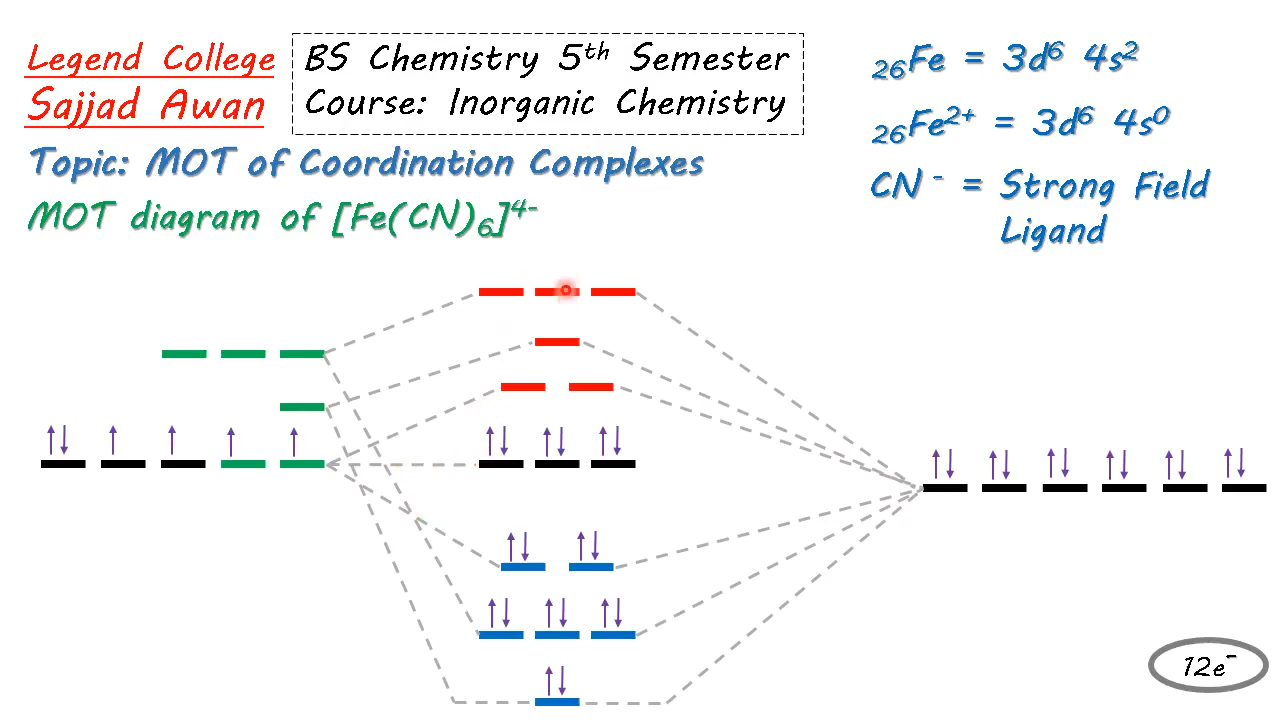 Legend College
Sajjad Awan
BS Chemistry 5th Semester
Course: Inorganic Chemistry
Topic: MOT of Coordination Complexes
MOT diagram of [Fe(CN)₆]⁴⁻
₂₆Fe = 3d⁶ 4s²
₂₆Fe²⁺ = 3d⁶ 4s⁰
CN⁻ = Strong Field
Ligand
12e⁻